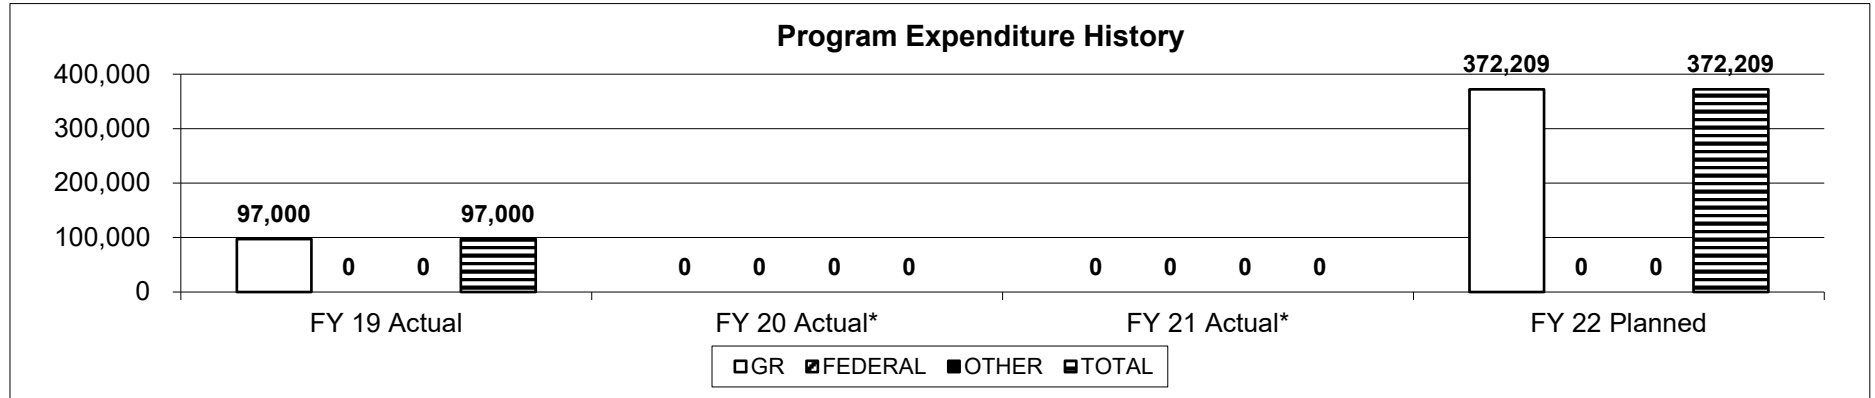 Program Expenditure History
372,209 372,209
400,000
300,000
200,000
97,000 97,000
100,000
0 0 0 0 0 0 0 0 0 0 0 0
0
FY 19 Actual FY 20 Actual* FY 21 Actual* FY 22 Planned
GR FEDERAL OTHER TOTAL